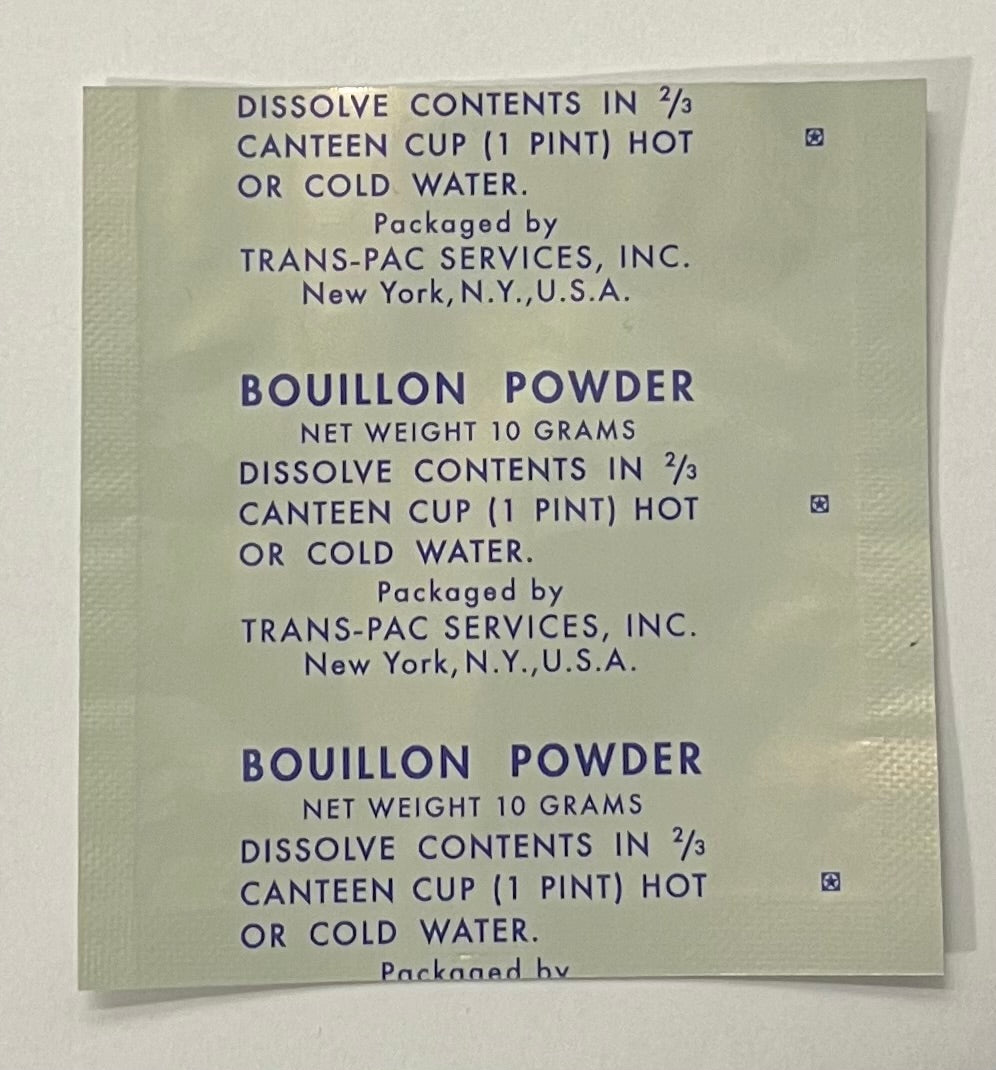 DISSOLVE CONTENTS IN 2/3
CANTEEN CUP (1 PINT) HOT
OR COLD WATER.
Packaged by
TRANS-PAC SERVICES, INC.
New York, N.Y., U.S.A.
BOUILLON POWDER
NET WEIGHT 10 GRAMS
DISSOLVE CONTENTS IN 2/3
CANTEEN CUP (1 PINT) HOT
OR COLD WATER.
Packaged by
TRANS-PAC SERVICES, INC.
New York, N.Y., U.S.A.
BOUILLON POWDER
NET WEIGHT 10 GRAMS
DISSOLVE CONTENTS IN 2/3
CANTEEN CUP (1 PINT) HOT
OR COLD WATER.
Packaged by